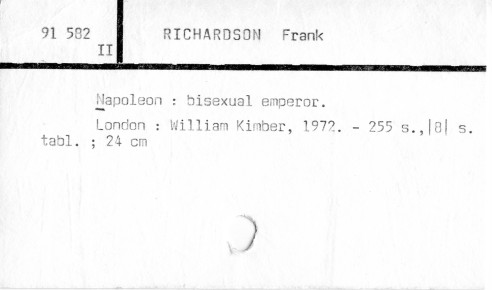 91 582 RICHARDSON Frank
II
Napoleon : bisexual emperor.
London : William Kimber, 1972. - 255 s.,|8| s.
tabl. ; 24 cm